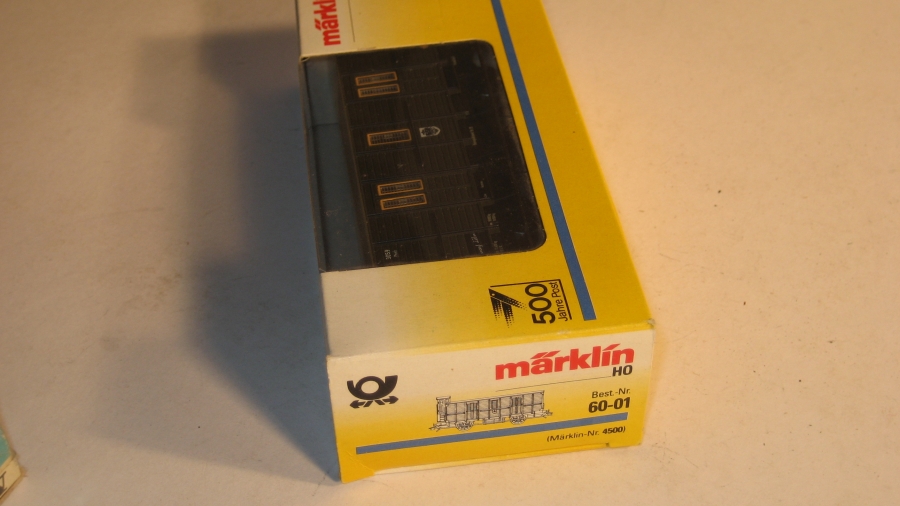 märklin
500
Jahre Post
märklin
HO
Best.-Nr.
60-01
(Märklin-Nr. 4500)